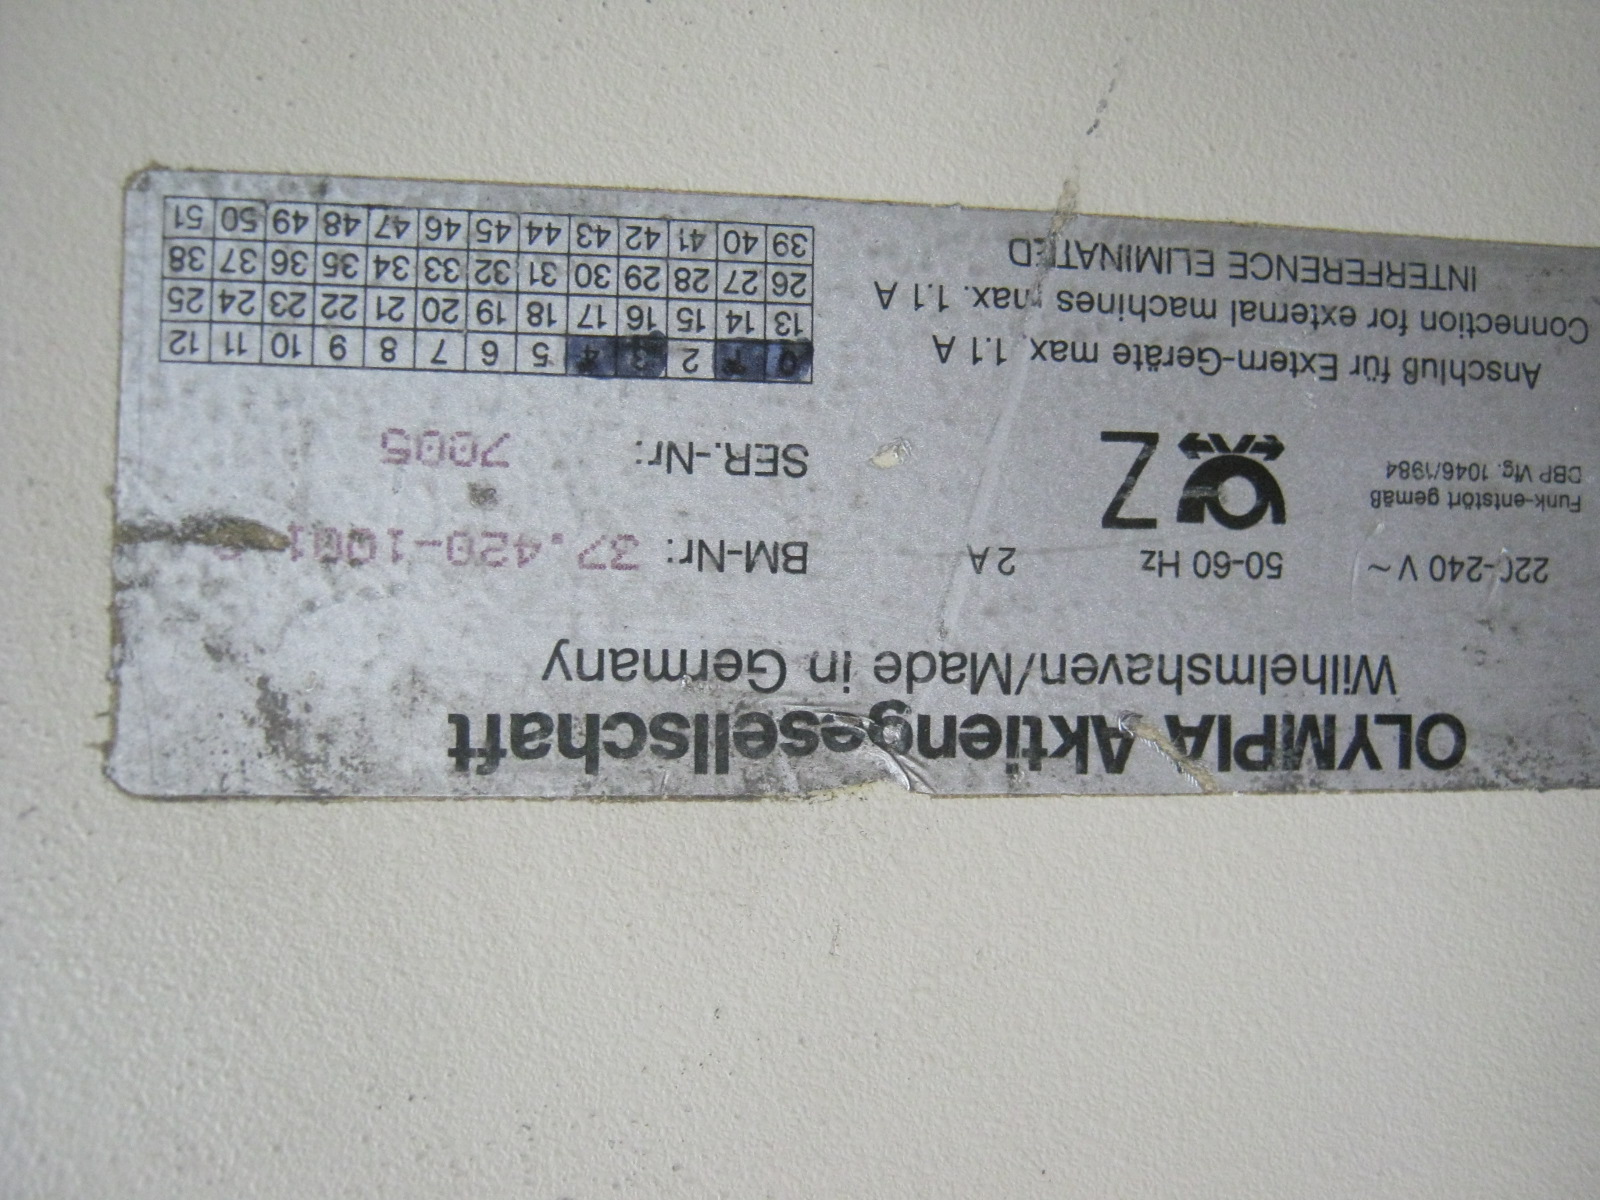 OLYMPIA Aktiengesellschaft
Wilhelmshaven/Made in Germany
220-240 V ~ 50-60 Hz 2 A
Funk-entstört gemäß
DBP Vfg. 1046/1984
Z
Anschluß für Extern-Geräte max. 1.1 A
Connection for external machines max. 1.1 A
INTERFERENCE ELIMINATED
BM-Nr: 37.420-1001
SER.-Nr: 7005
0 1 2 3 4 5 6 7 8 9 10 11 12
13 14 15 16 17 18 19 20 21 22 23 24 25
26 27 28 29 30 31 32 33 34 35 36 37 38
39 40 41 42 43 44 45 46 47 48 49 50 51